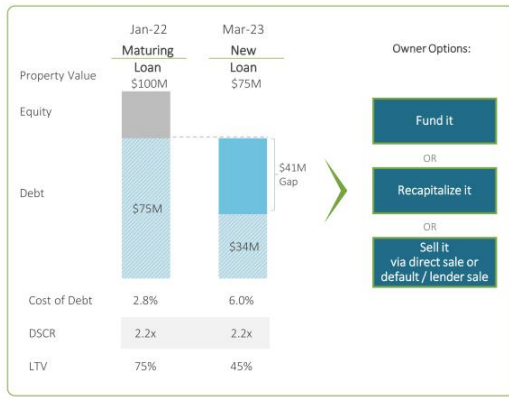 Jan-22 Mar-23
Maturing New Owner Options:
Loan Loan
Property Value $100M $75M
Equity
Fund it
OR
$41M
Gap
Debt Recapitalize it
$75M
OR
$34M
Sell it
via direct sale or
default / lender sale
Cost of Debt 2.8% 6.0%
DSCR 2.2x 2.2x
LTV 75% 45%